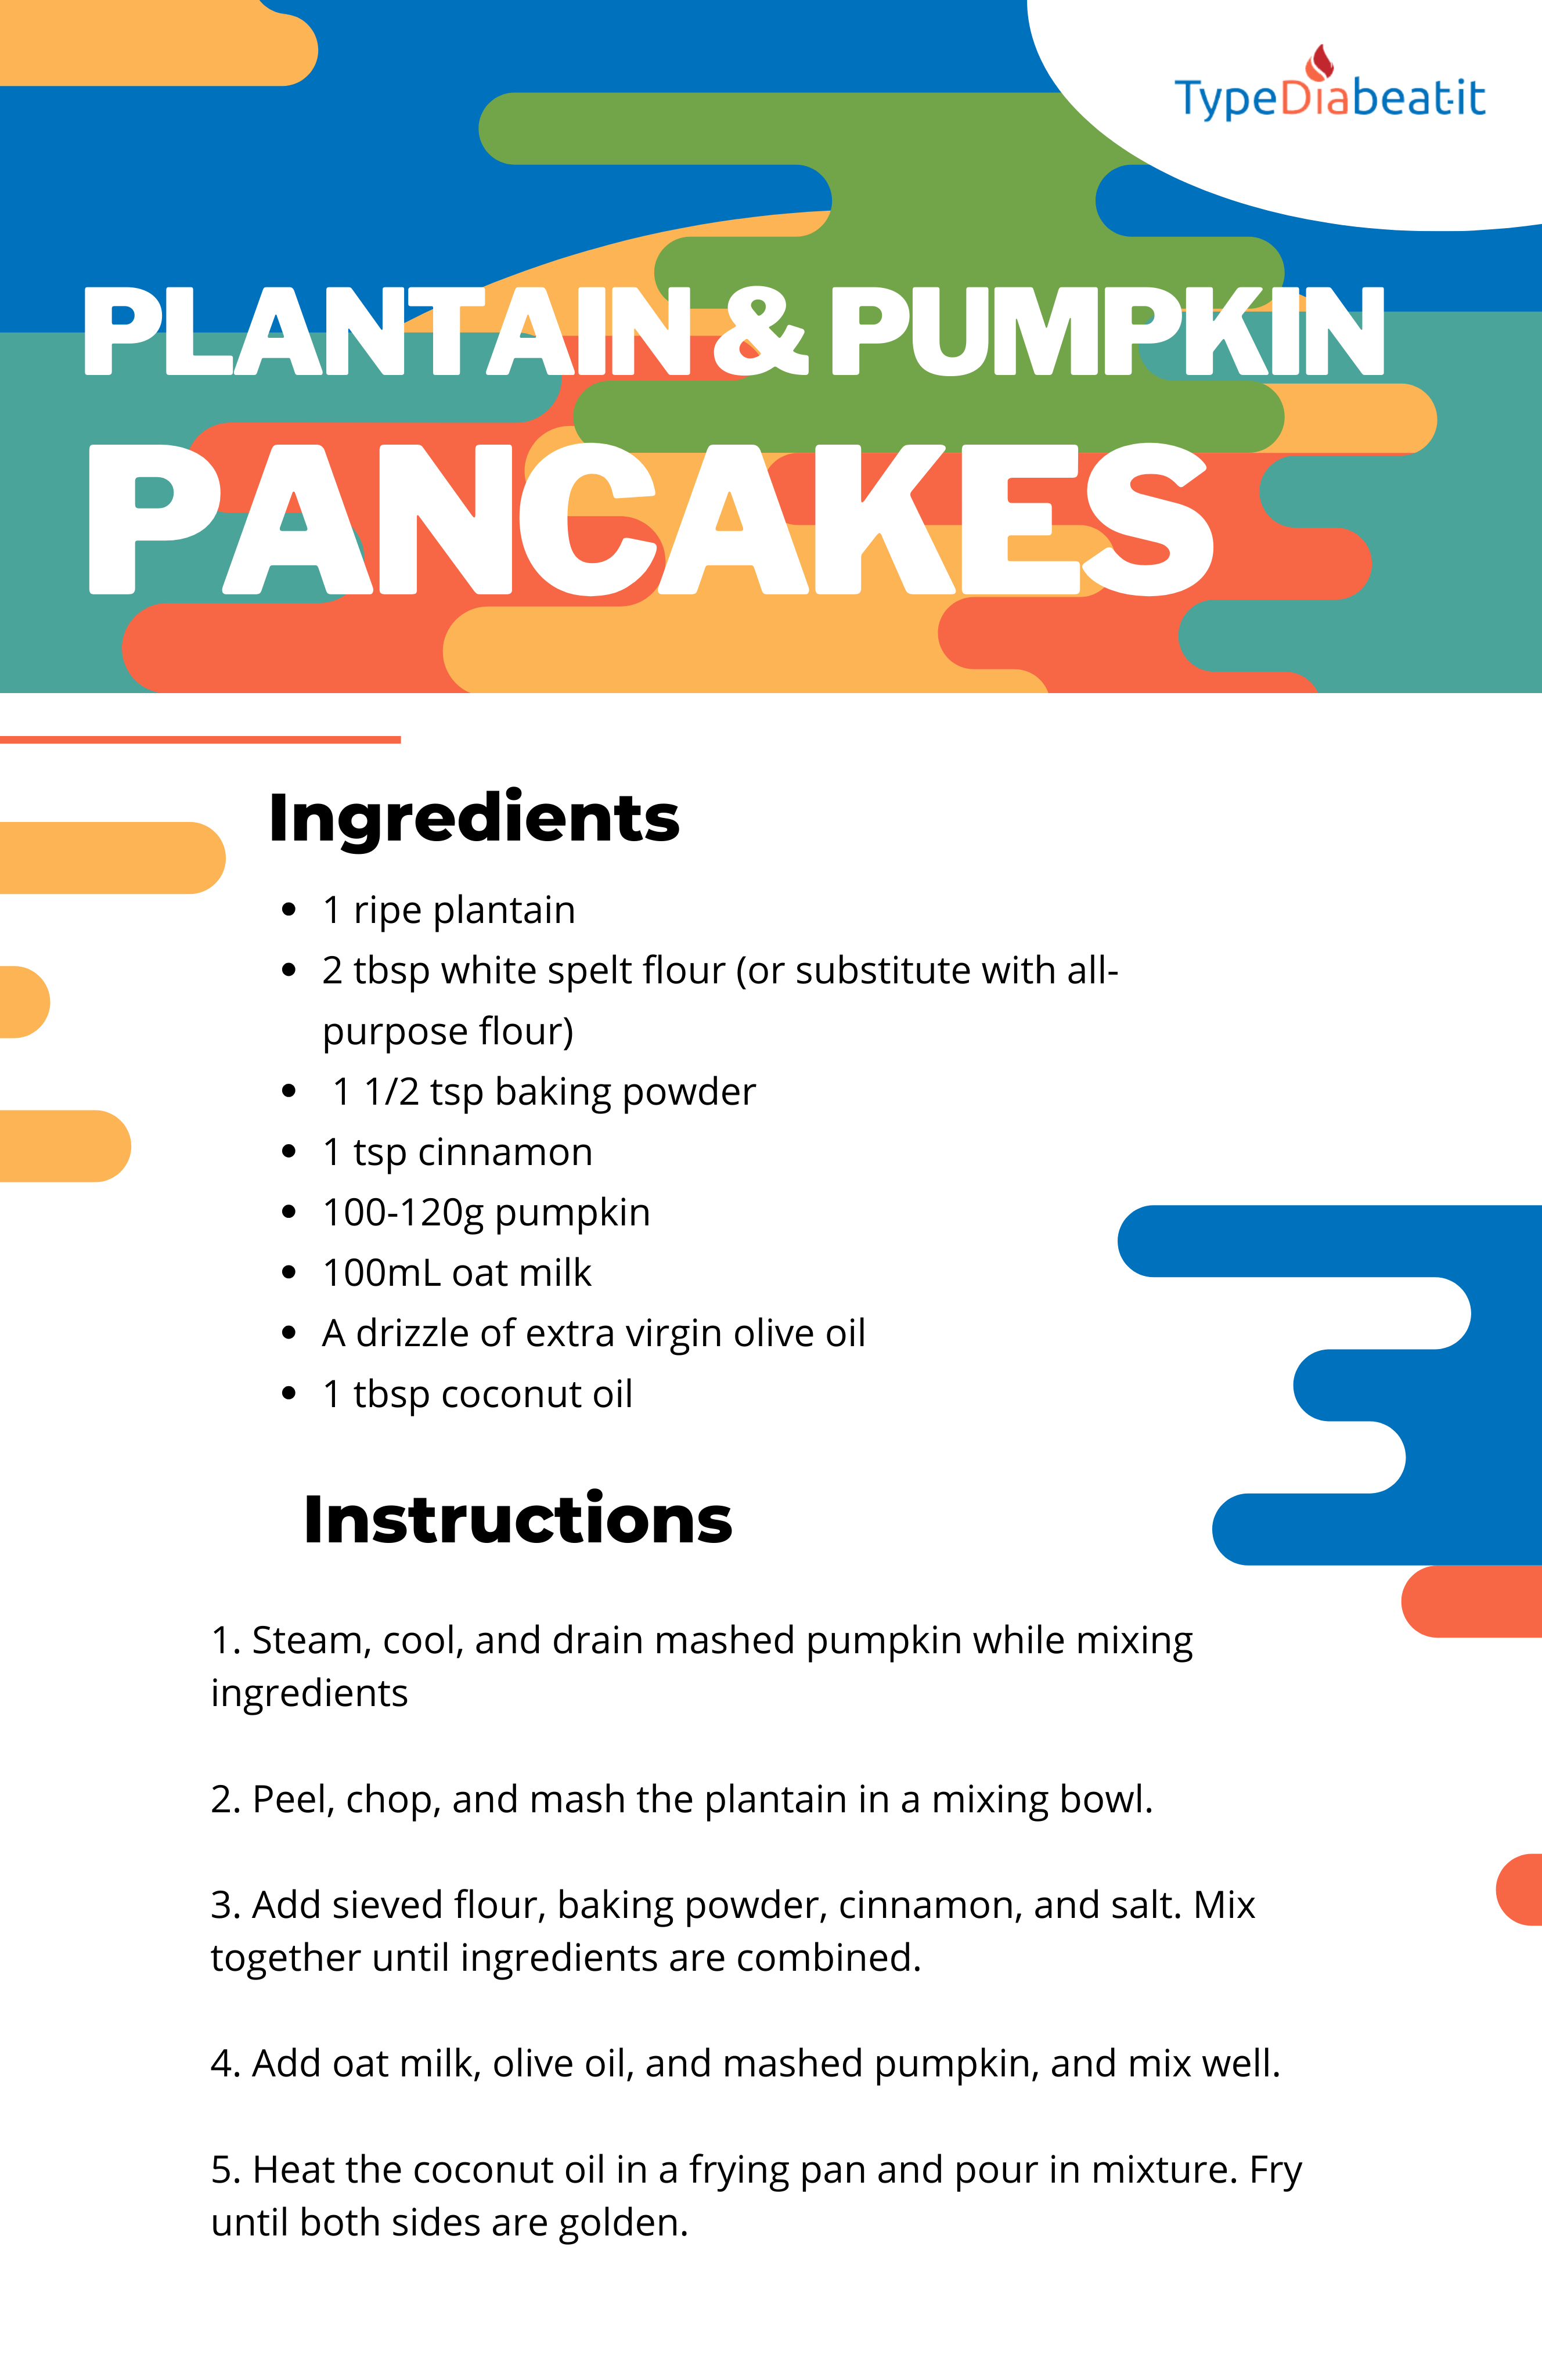 TypeDiabeat-it
PLANTAIN & PUMPKIN
PANCAKES
Ingredients
• 1 ripe plantain
• 2 tbsp white spelt flour (or substitute with all-
purpose flour)
• 1 1/2 tsp baking powder
• 1 tsp cinnamon
• 100-120g pumpkin
• 100mL oat milk
• A drizzle of extra virgin olive oil
• 1 tbsp coconut oil
Instructions
1. Steam, cool, and drain mashed pumpkin while mixing
ingredients
2. Peel, chop, and mash the plantain in a mixing bowl.
3. Add sieved flour, baking powder, cinnamon, and salt. Mix
together until ingredients are combined.
4. Add oat milk, olive oil, and mashed pumpkin, and mix well.
5. Heat the coconut oil in a frying pan and pour in mixture. Fry
until both sides are golden.